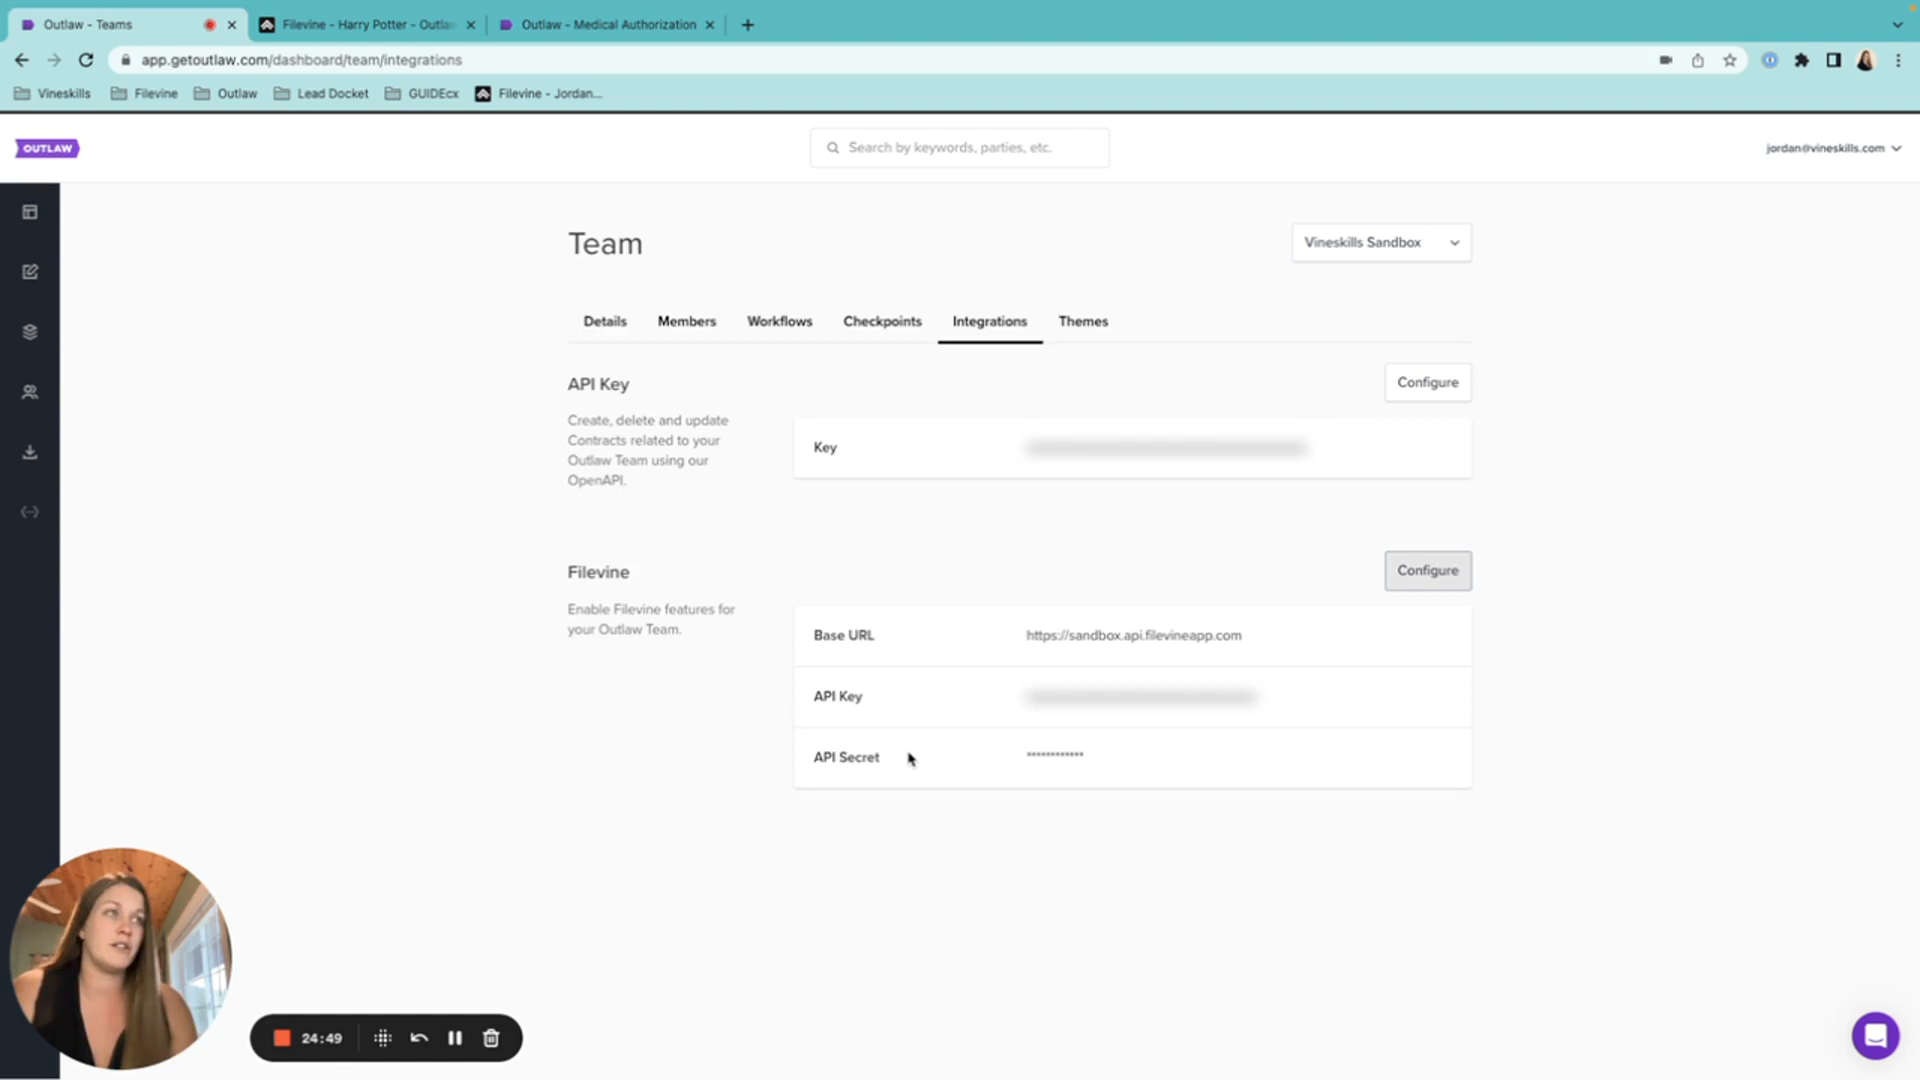 Outlaw - Teams
Filevine - Harry Potter - Outla
Outlaw - Medical Authorization
app.getoutlaw.com/dashboard/team/integrations
Vineskills
Filevine
Outlaw
Lead Docket
GUIDEcx
Filevine - Jordan...
OUTLAW
Search by keywords, parties, etc.
jordan@vineskills.com
Team
Vineskills Sandbox
Details
Members
Workflows
Checkpoints
Integrations
Themes
API Key
Configure
Create, delete and update
Contracts related to your
Outlaw Team using our
OpenAPI.
Key
Filevine
Configure
Enable Filevine features for
your Outlaw Team.
Base URL
https://sandbox.api.filevineapp.com
API Key
API Secret
************
24:49